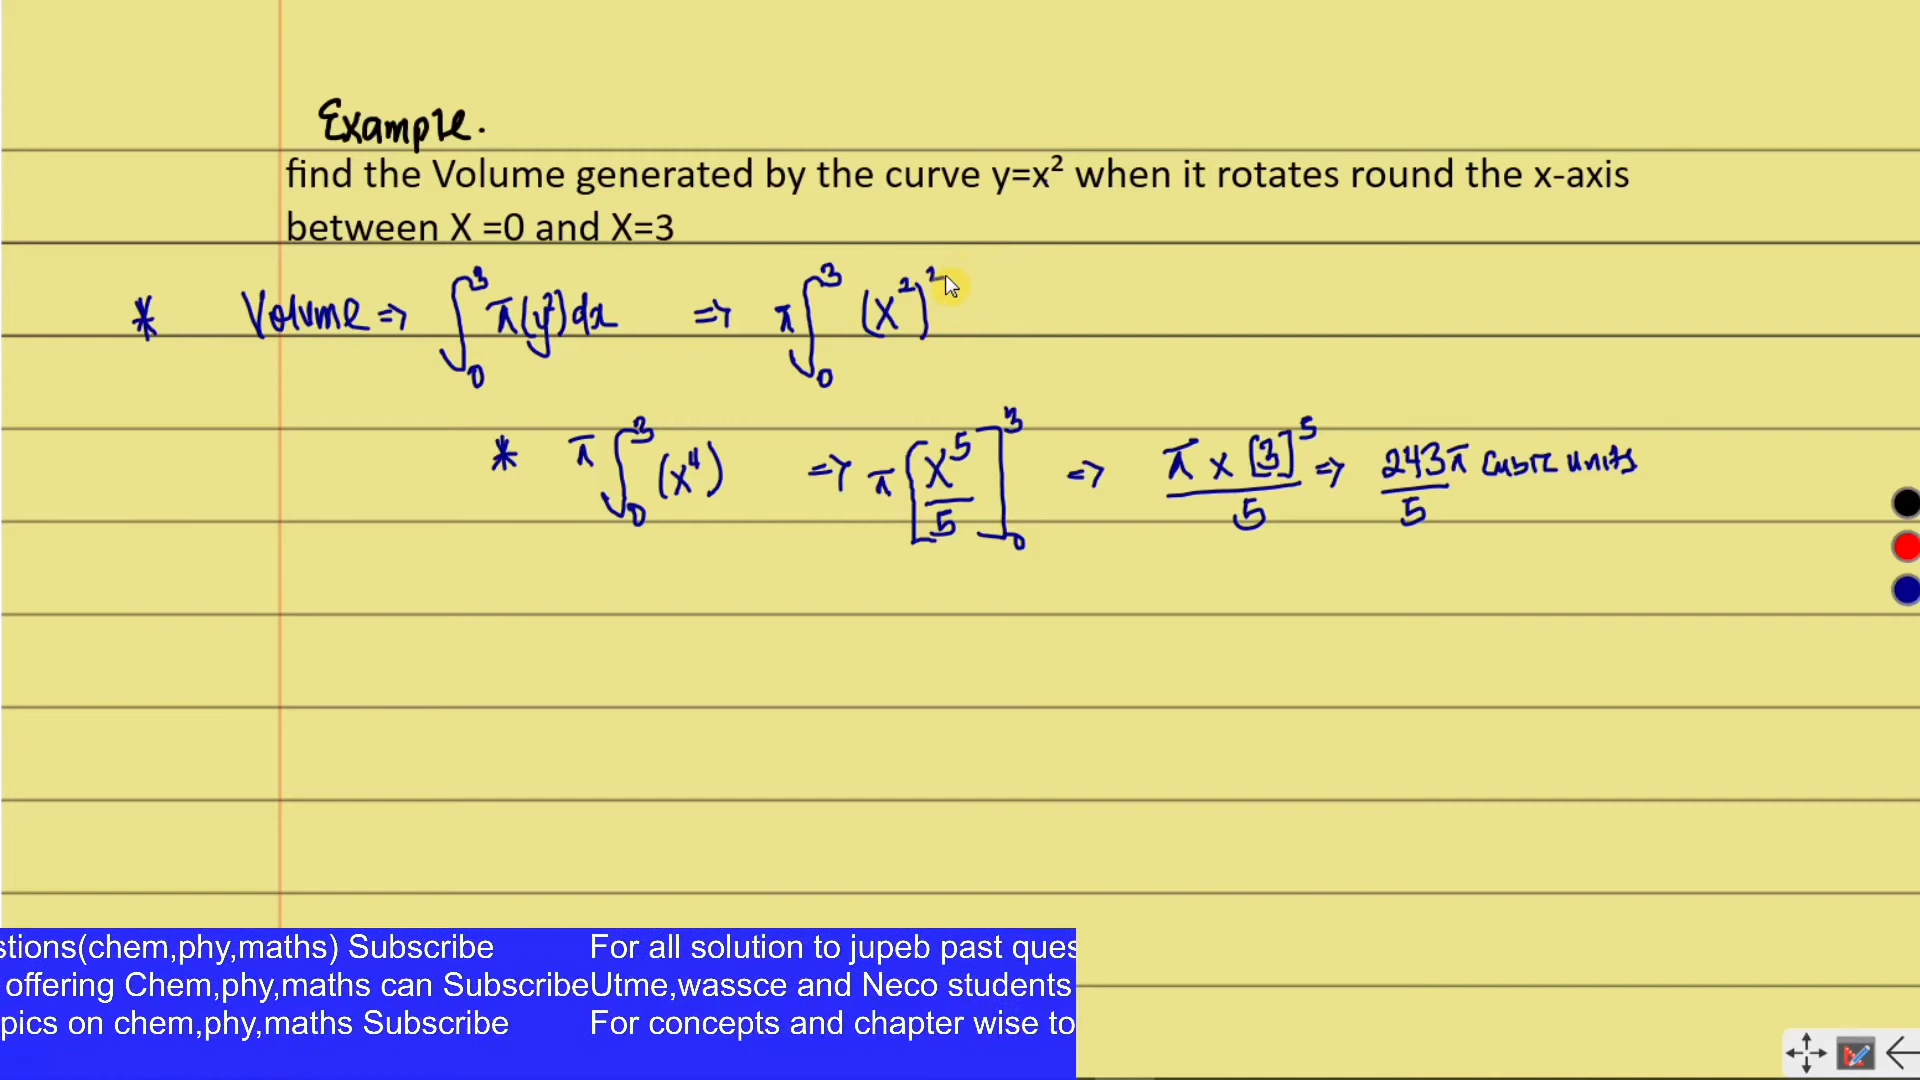 Example.
find the Volume generated by the curve y=x² when it rotates round the x-axis
between X =0 and X=3
* Volume => ∫₀³ π(y²)dx => π∫₀³ (x²)²
* π∫₀³ (x⁴) => π[x⁵/5]₀³ => π x [3]⁵/5 => 243π/5 cubic units
stions(chem,phy,maths) Subscribe For all solution to jupeb past ques
offering Chem,phy,maths can SubscribeUtme,wassce and Neco students
pics on chem,phy,maths Subscribe For concepts and chapter wise to